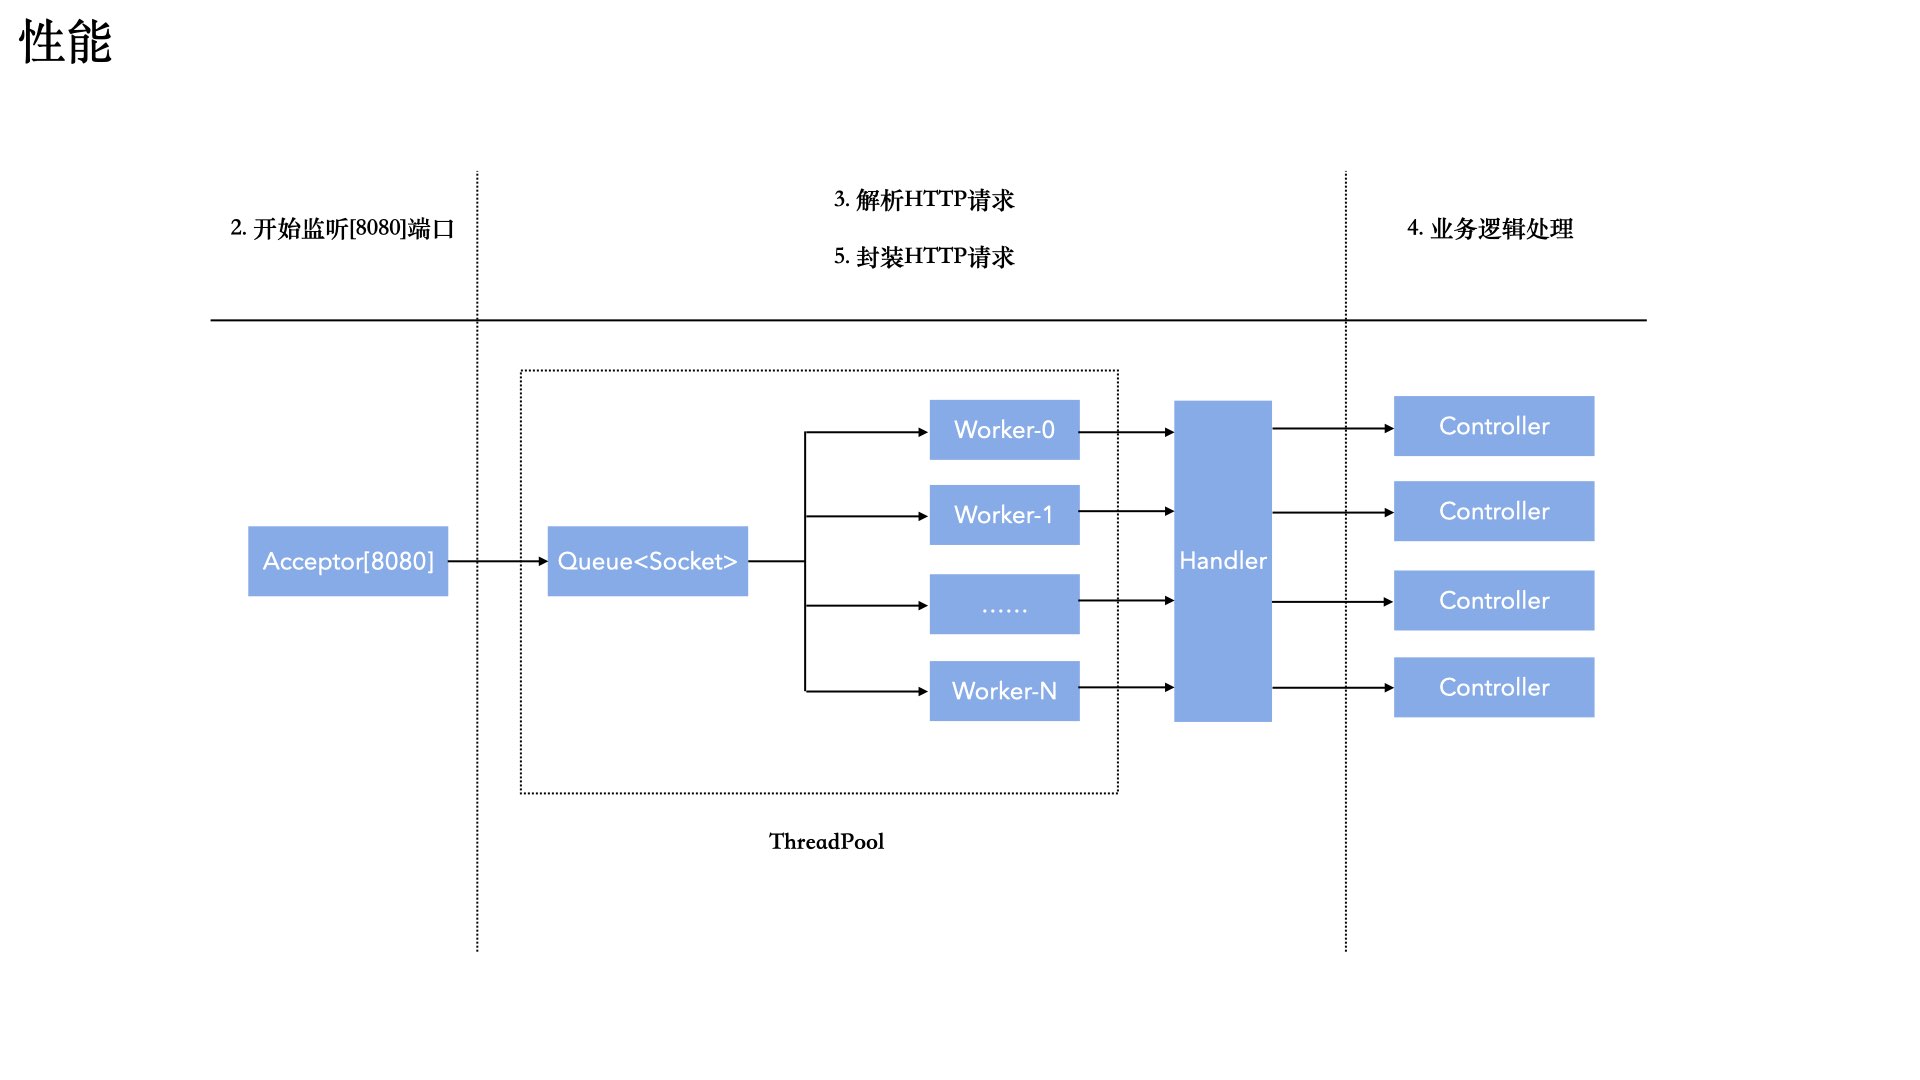 性能
2. 开始监听[8080]端口
3. 解析HTTP请求
5. 封装HTTP请求
4. 业务逻辑处理
Acceptor[8080]
Queue<Socket>
Worker-0
Worker-1
......
Worker-N
Handler
Controller
Controller
Controller
Controller
ThreadPool